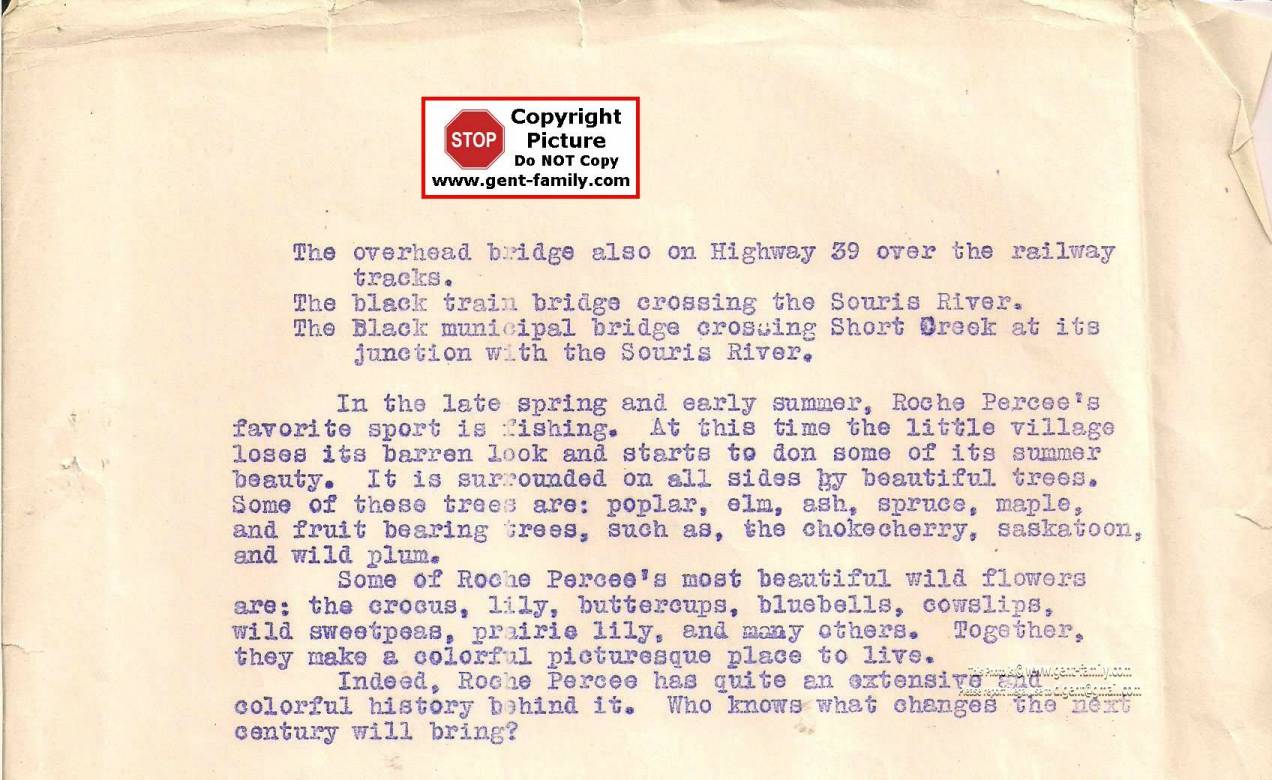 STOP
Copyright
Picture
Do NOT Copy
www.gent-family.com
The overhead bridge also on Highway 39 over the railway
tracks.
The black train bridge crossing the Souris River.
The Black municipal bridge crossing Short Creek at its
junction with the Souris River.
In the late spring and early summer, Roche Percee's
favorite sport is fishing. At this time the little village
loses its barren look and starts to don some of its summer
beauty. It is surrounded on all sides by beautiful trees.
Some of these trees are: poplar, elm, ash, spruce, maple,
and fruit bearing trees, such as, the chokecherry, saskatoon,
and wild plum.
Some of Roche Percee's most beautiful wild flowers
are: the crocus, lily, buttercups, bluebells, cowslips,
wild sweetpeas, prairie lily, and many others. Together,
they make a colorful picturesque place to live.
www.gent-family.com
Indeed, Roche Percee has quite an extensive and
colorful history behind it. Who knows what changes the next
century will bring?